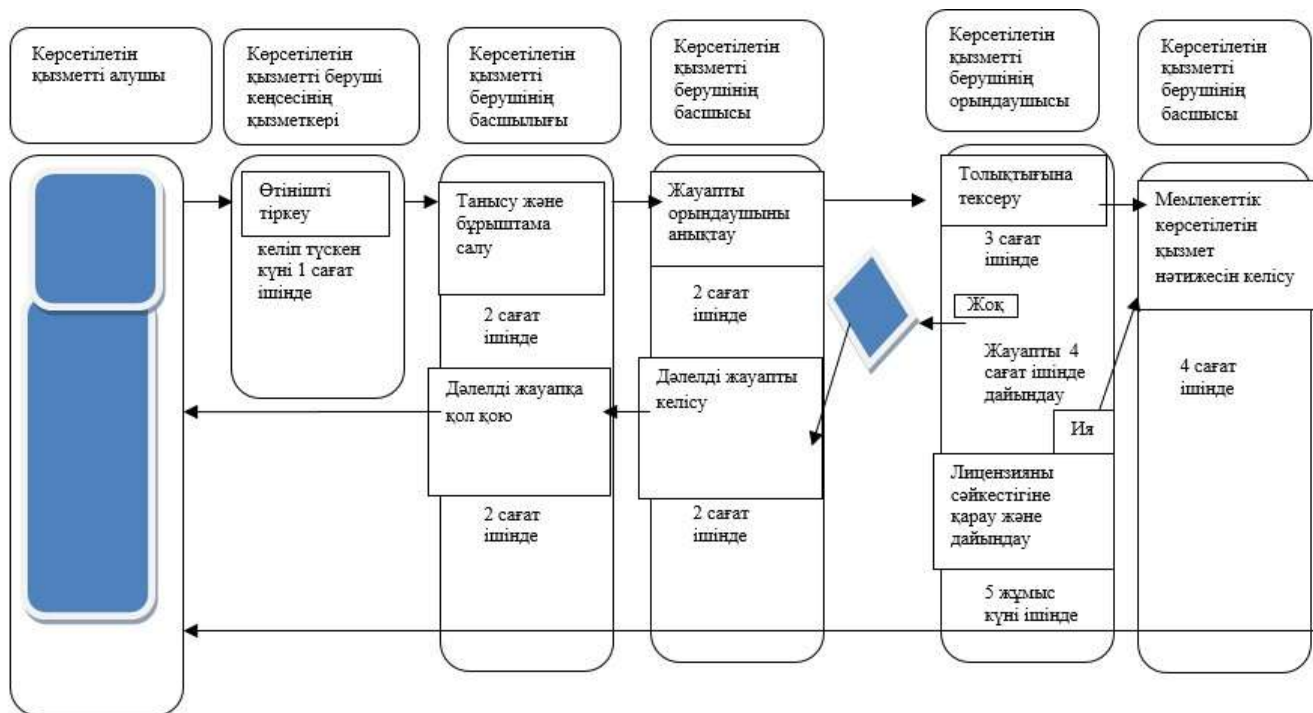 Көрсетілетін
қызметті алушы
Көрсетілетін
қызметті беруші
кеңсесінің
қызметкері
Көрсетілетін
қызметті
берушінің
басшылығы
Көрсетілетін
қызметті
берушінің
басшысы
Көрсетілетін
қызметті
берушінің
орындаушысы
Көрсетілетін
қызметті
берушінің
басшысы
Өтінішті
тіркеу
келіп түскен
күні 1 сағат
ішінде
Танысу және
бұрыштама
салу
2 сағат
ішінде
Дәлелді жауапқа
қол қою
2 сағат
ішінде
Жауапты
орындаушыны
анықтау
2 сағат
ішінде
Дәлелді жауапты
келісу
2 сағат
ішінде
Толықтығына
тексеру
3 сағат
ішінде
Жоқ
Жауапты 4
сағат ішінде
дайындау
Ия
Лицензияны
сәйкестігіне
қарау және
дайындау
5 жұмыс
күні ішінде
Мемлекеттік
көрсетілетін
қызмет
нәтижесін келісу
4 сағат
ішінде